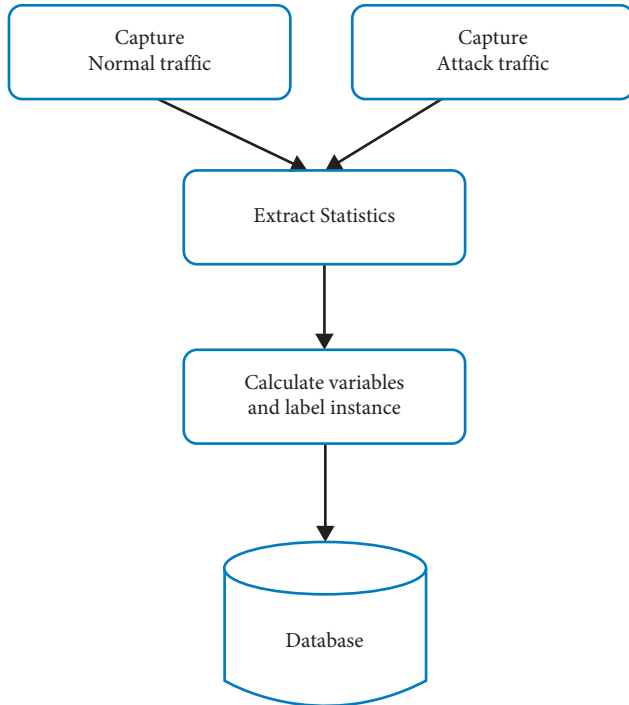 Capture
Normal traffic
Capture
Attack traffic
Extract Statistics
Calculate variables
and label instance
Database